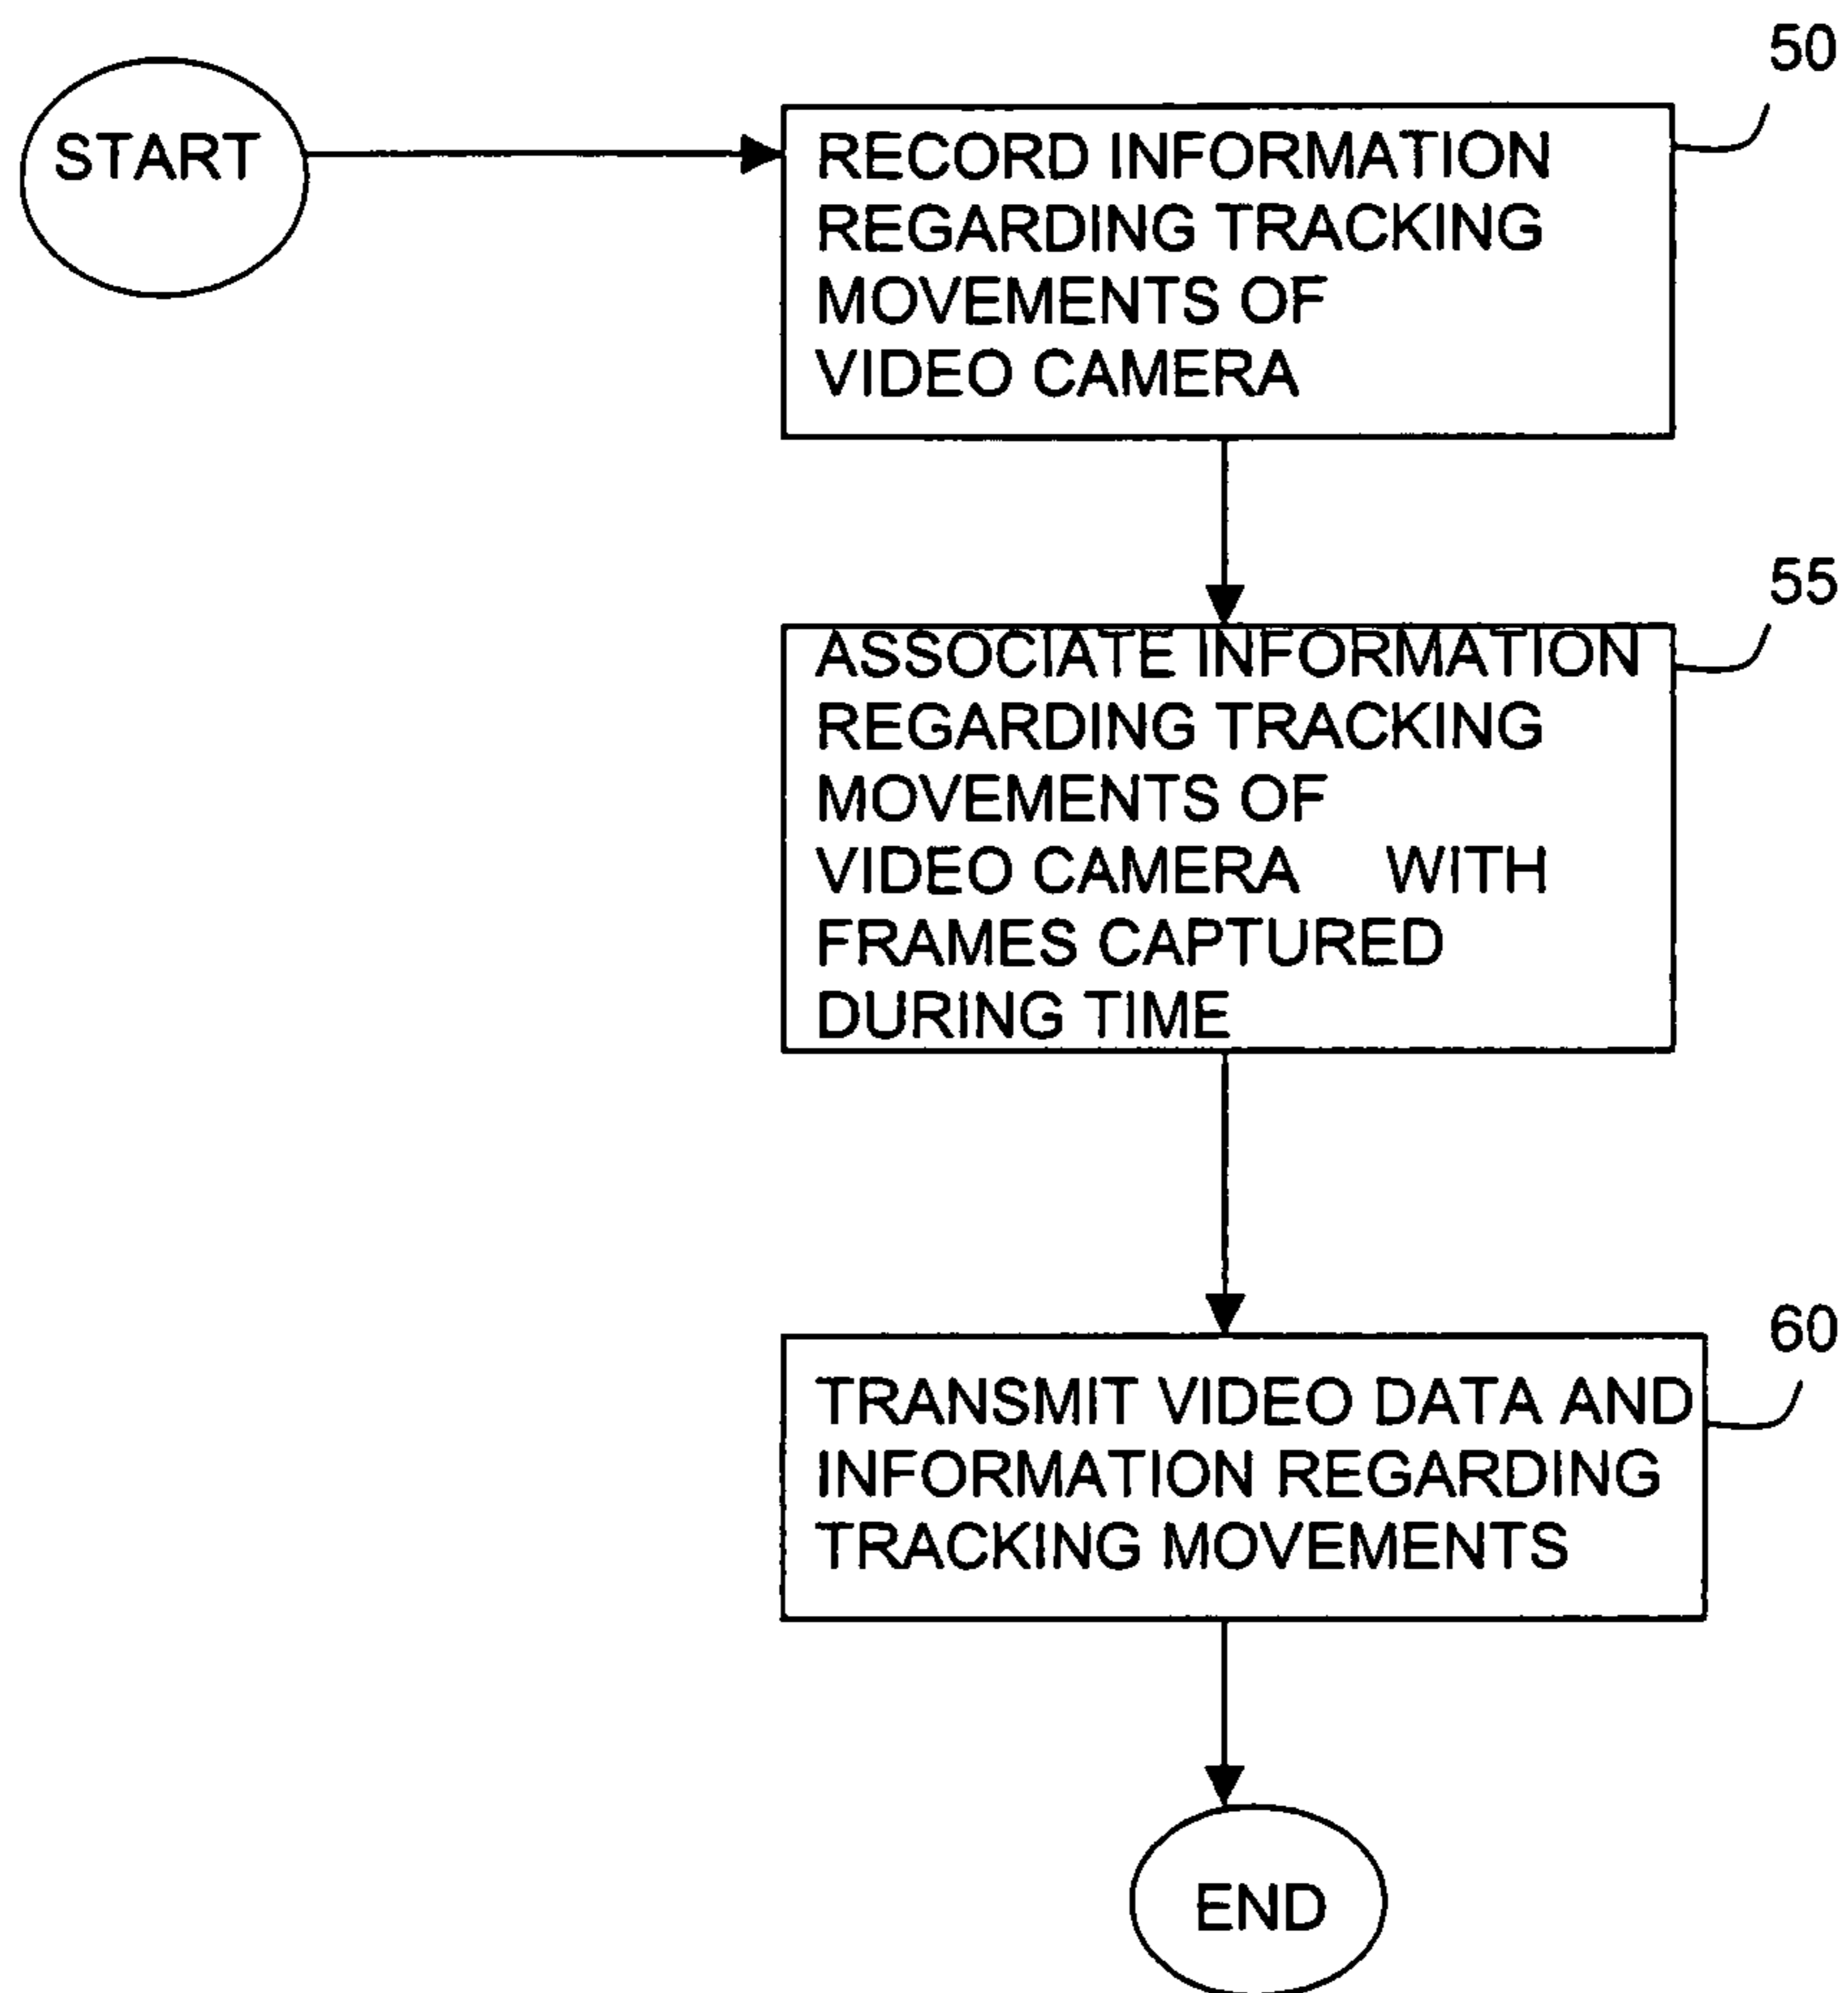 START
50
RECORD INFORMATION
REGARDING TRACKING
MOVEMENTS OF
VIDEO CAMERA
55
ASSOCIATE INFORMATION
REGARDING TRACKING
MOVEMENTS OF
VIDEO CAMERA WITH
FRAMES CAPTURED
DURING TIME
60
TRANSMIT VIDEO DATA AND
INFORMATION REGARDING
TRACKING MOVEMENTS
END